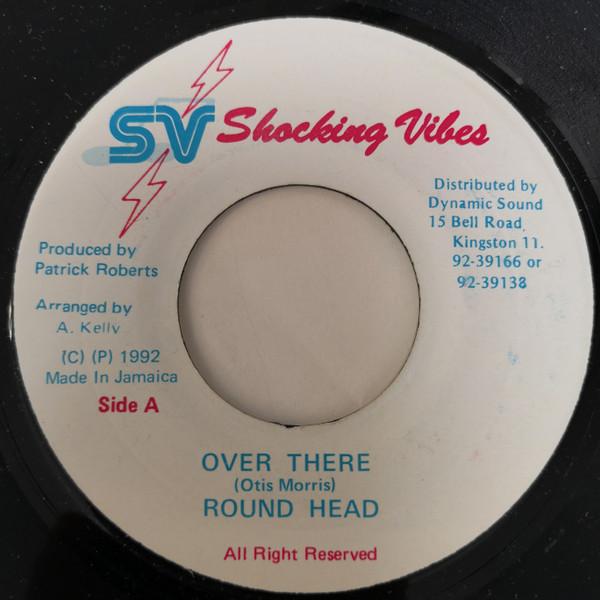 SV Shocking Vibes
Produced by
Patrick Roberts
Arranged by
A. Kelly
(C) (P) 1992
Made In Jamaica
Side A
Distributed by
Dynamic Sound
15 Bell Road,
Kingston 11.
92-39166 or
92-39138
OVER THERE
(Otis Morris)
ROUND HEAD
All Right Reserved